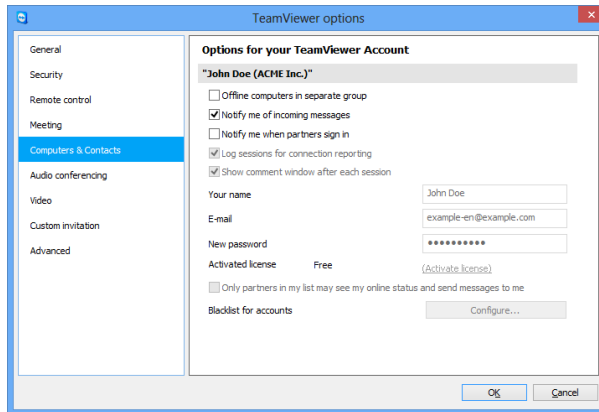 TeamViewer options
General
Security
Remote control
Meeting
Computers & Contacts
Audio conferencing
Video
Custom invitation
Advanced
Options for your TeamViewer Account
"John Doe (ACME Inc.)"
Offline computers in separate group
Notify me of incoming messages
Notify me when partners sign in
Log sessions for connection reporting
Show comment window after each session
Your name John Doe
E-mail example-en@example.com
New password
Activated license Free (Activate license)
Only partners in my list may see my online status and send messages to me
Blacklist for accounts Configure...
OK Cancel